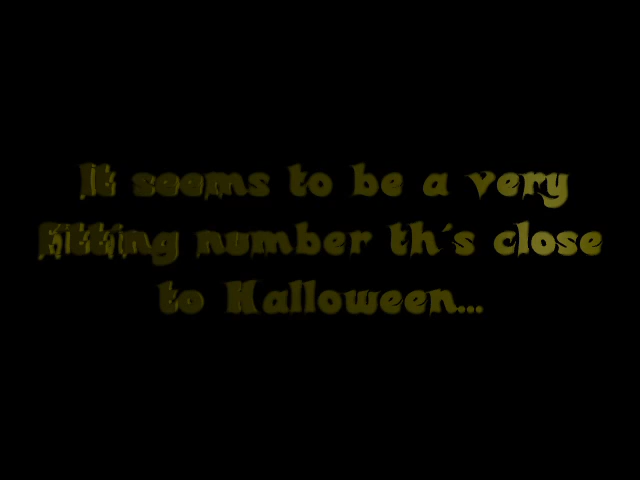 It seems to be a very
fitting number th's close
to Halloween...